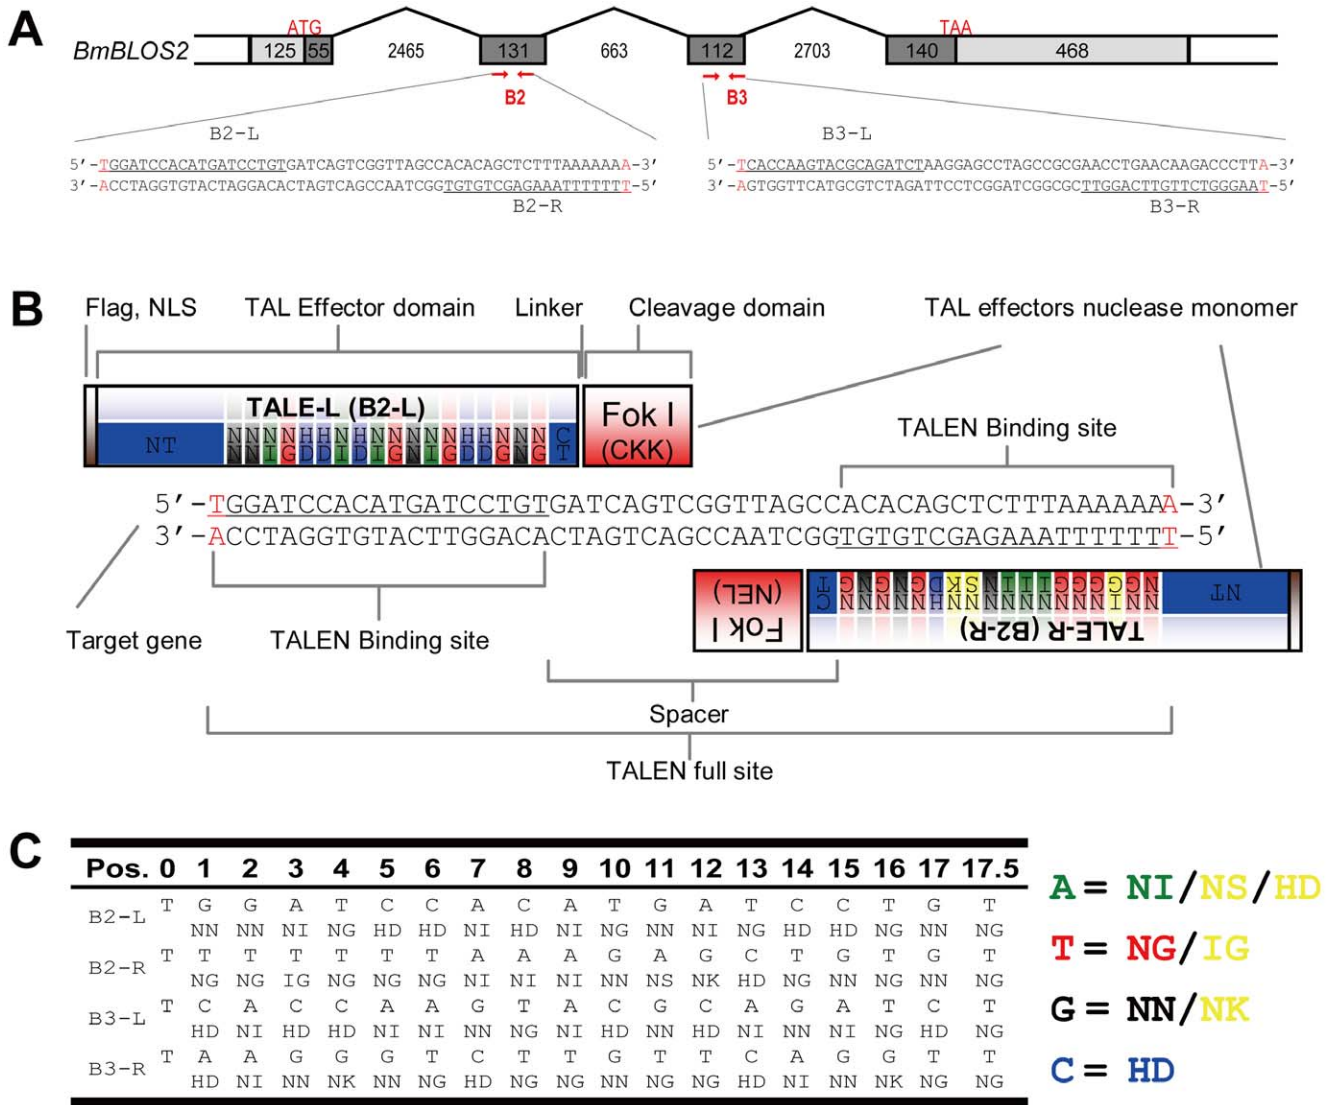 A
ATG
TAA
BmBLOS2
125 55 2465 131 663 112 2703 140 468
B2
B3
B2-L
B3-L
5′-TGGATCCACATGATCCTGTGATCAGTCGGTTAGCCACACAGCTCTTTAAAAAAA-3′
3′-ACCTAGGTGTACTAGGACACTAGTCAGCCAATCGGTGTGTCGAGAAATTTTTTT-5′
B2-R
5′-TCACCAAGTACGCAGATCTAAGGAGCCTAGCCGCGAACCTGAACAAGACCCTTA-3′
3′-AGTGGTTCATGCGTCTAGATTCCTCGGATCGGCGCTTGGACTTGTTCTGGGAAT-5′
B3-R
B
Flag, NLS
TAL Effector domain
Linker
Cleavage domain
TAL effectors nuclease monomer
TALE-L (B2-L)
NT
N N N N H H N H N N N N N H H N N N C
N N I G D D I D I G N I G D D G N G T
Fok I
(CKK)
TALEN Binding site
5′-TGGATCCACATGATCCTGTGATCAGTCGGTTAGCCACACAGCTCTTTAAAAAAA-3′
3′-ACCTAGGTGTACTTGGACACTAGTCAGCCAATCGGTGTGTCGAGAAATTTTTTT-5′
Target gene
TALEN Binding site
Fok I
(NEL)
TALE-R (B2-R)
NT
Spacer
TALEN full site
C
Pos. 0 1 2 3 4 5 6 7 8 9 10 11 12 13 14 15 16 17 17.5
B2-L T G G A T C C A C A T G A T C C T G T
NN NN NI NG HD HD NI HD NI NG NN NI NG HD HD NG NN NG
B2-R T T T T T T T A A A G A G C T G T G T
NG NG IG NG NG NG NI NI NI NN NS NK HD NG NN NG NN NG
B3-L T C A C C A A G T A C G C A G A T C T
HD NI HD HD NI NI NN NG NI HD NN HD NI NN NI NG HD NG
B3-R T A A G G G T C T T G T T C A G G T T
HD NI NN NK NN NG HD NG NG NN NG NG HD NI NN NK NG NG
A = NI/NS/HD
T = NG/IG
G = NN/NK
C = HD